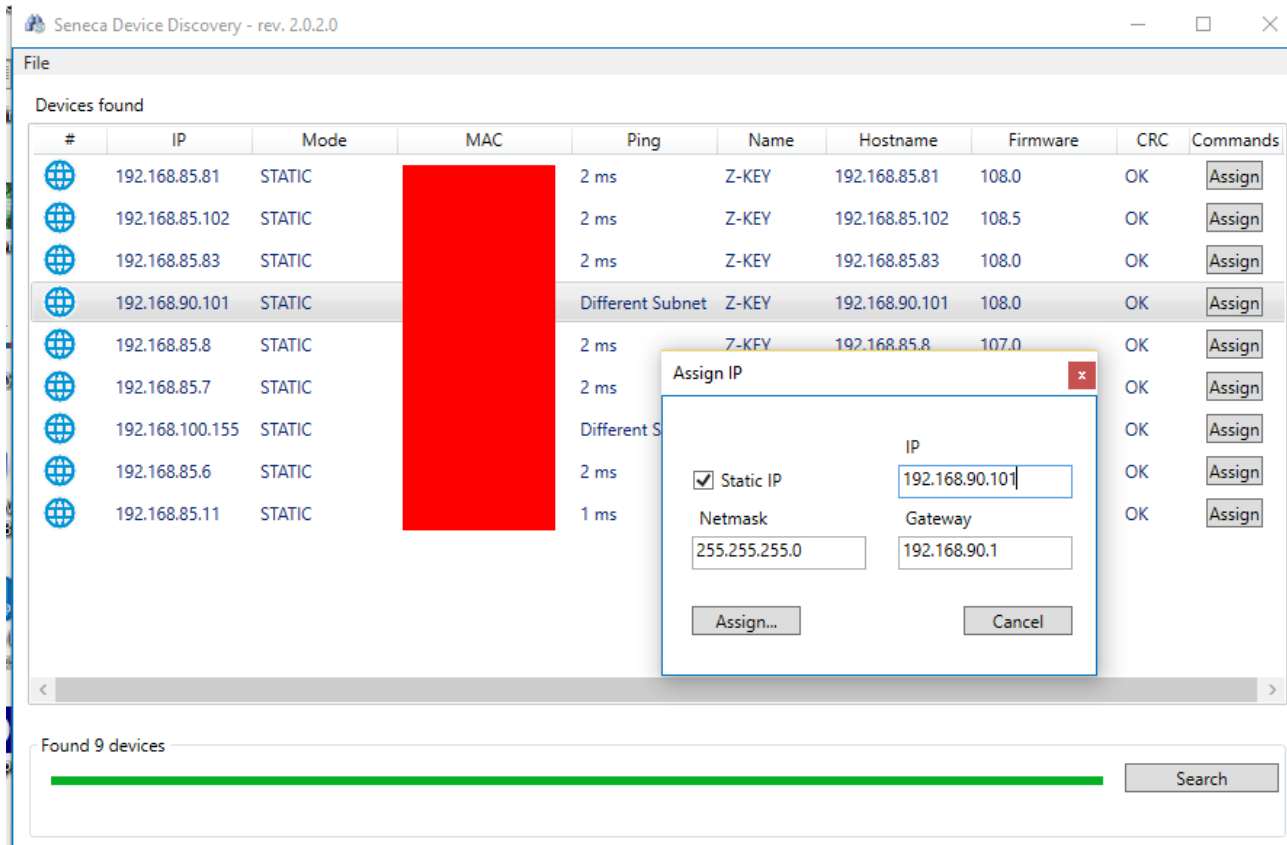 Seneca Device Discovery - rev. 2.0.2.0
File
Devices found
# IP Mode MAC Ping Name Hostname Firmware CRC Commands
192.168.85.81 STATIC 2 ms Z-KEY 192.168.85.81 108.0 OK Assign
192.168.85.102 STATIC 2 ms Z-KEY 192.168.85.102 108.5 OK Assign
192.168.85.83 STATIC 2 ms Z-KEY 192.168.85.83 108.0 OK Assign
192.168.90.101 STATIC Different Subnet Z-KEY 192.168.90.101 108.0 OK Assign
192.168.85.8 STATIC 2 ms Z-KEY 192.168.85.8 107.0 OK Assign
192.168.85.7 STATIC 2 ms OK Assign
192.168.100.155 STATIC Different S OK Assign
192.168.85.6 STATIC 2 ms OK Assign
192.168.85.11 STATIC 1 ms OK Assign
Assign IP
x
IP
Static IP 192.168.90.101
Netmask Gateway
255.255.255.0 192.168.90.1
Assign... Cancel
Found 9 devices
Search